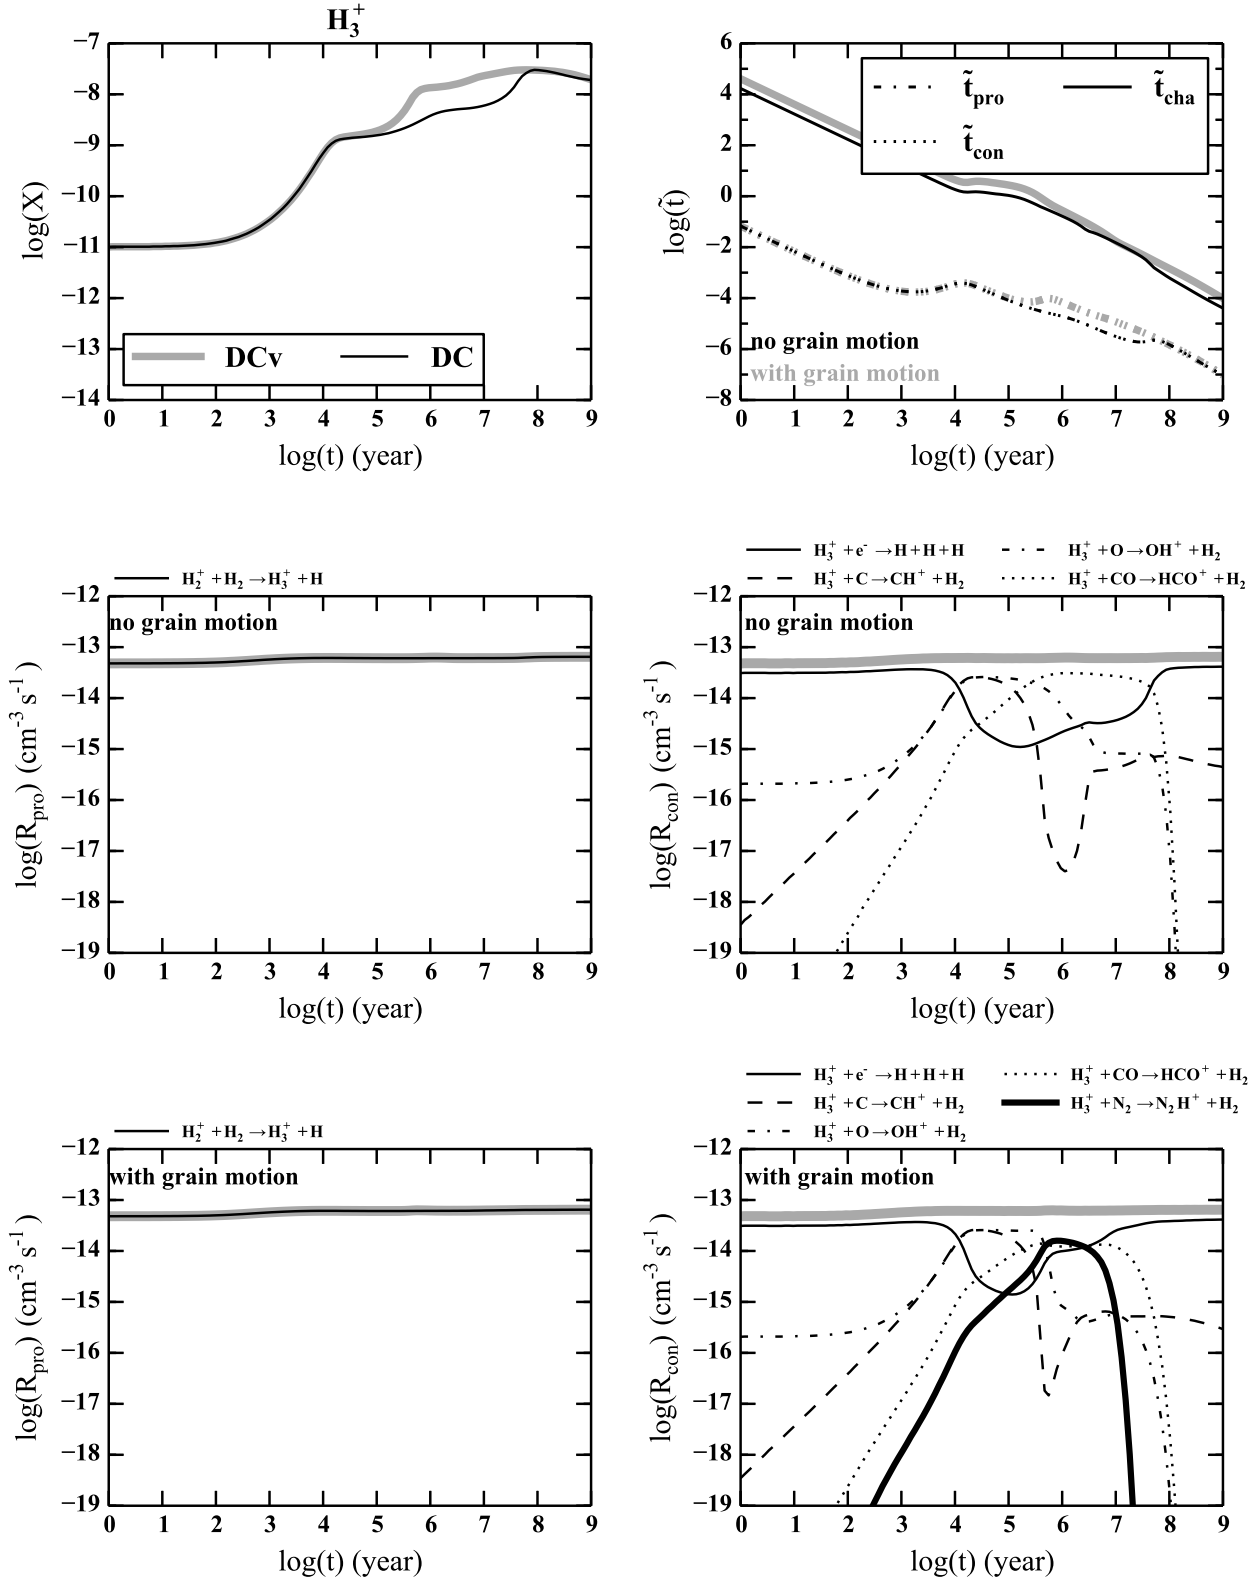 H₃⁺
−7
−8
−9
−10
−11
−12
−13
−14
log(X)
DCv DC
0 1 2 3 4 5 6 7 8 9
log(t) (year)
6
4
2
0
−2
−4
−6
−8
log(t̃)
t̃pro t̃cha
t̃con
no grain motion
with grain motion
0 1 2 3 4 5 6 7 8 9
log(t) (year)
H₂⁺ + H₂ → H₃⁺ + H
−12
−13
−14
−15
−16
−17
−18
−19
log(Rpro) (cm⁻³ s⁻¹)
no grain motion
0 1 2 3 4 5 6 7 8 9
log(t) (year)
H₃⁺ + e⁻ → H + H + H H₃⁺ + O → OH⁺ + H₂
H₃⁺ + C → CH⁺ + H₂ H₃⁺ + CO → HCO⁺ + H₂
−12
−13
−14
−15
−16
−17
−18
−19
log(Rcon) (cm⁻³ s⁻¹)
no grain motion
0 1 2 3 4 5 6 7 8 9
log(t) (year)
H₂⁺ + H₂ → H₃⁺ + H
−12
−13
−14
−15
−16
−17
−18
−19
log(Rpro) (cm⁻³ s⁻¹)
with grain motion
0 1 2 3 4 5 6 7 8 9
log(t) (year)
H₃⁺ + e⁻ → H + H + H H₃⁺ + CO → HCO⁺ + H₂
H₃⁺ + C → CH⁺ + H₂ H₃⁺ + N₂ → N₂H⁺ + H₂
H₃⁺ + O → OH⁺ + H₂
−12
−13
−14
−15
−16
−17
−18
−19
log(Rcon) (cm⁻³ s⁻¹)
with grain motion
0 1 2 3 4 5 6 7 8 9
log(t) (year)